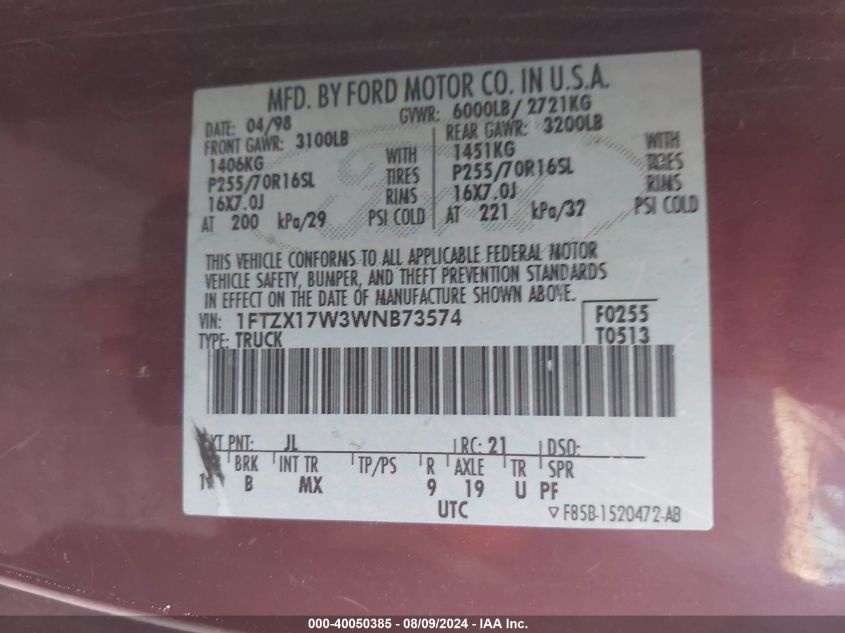 MFD. BY FORD MOTOR CO. IN U.S.A.
DATE: 04/98 GVWR: 6000LB/ 2721KG
FRONT GAWR: 3100LB REAR GAWR: 3200LB
1406KG WITH 1451KG WITH
P255/70R16SL TIRES P255/70R16SL TIRES
16X7.0J RIMS 16X7.0J RIMS
AT 200 kPa/29 PSI COLD AT 221 kPa/32 PSI COLD
THIS VEHICLE CONFORMS TO ALL APPLICABLE FEDERAL MOTOR
VEHICLE SAFETY, BUMPER, AND THEFT PREVENTION STANDARDS
IN EFFECT ON THE DATE OF MANUFACTURE SHOWN ABOVE.
VIN: 1FTZX17W3WNB73574 F0255
TYPE: TRUCK T0513
EXT PNT: JL RC: 21 DSO:
BRK INT TR TP/PS R AXLE TR SPR
B MX 9 19 U PF
UTC ▽ F85B-1520472-AB
000-40050385 - 08/09/2024 - IAA Inc.